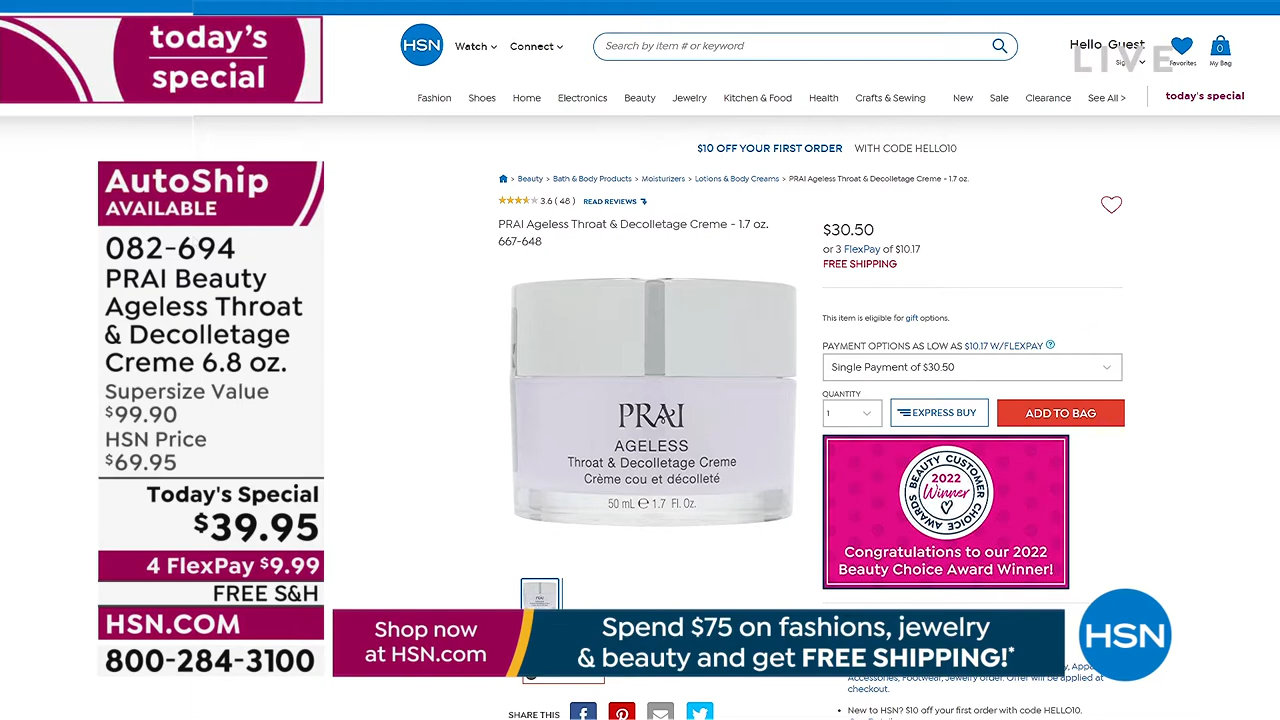 today's
special
HSN
Watch
Connect
Search by item # or keyword
Hello, Guest
LIVE
Favorites
0
My Bag
Fashion
Shoes
Home
Electronics
Beauty
Jewelry
Kitchen & Food
Health
Crafts & Sewing
New
Sale
Clearance
See All >
today's special
$10 OFF YOUR FIRST ORDER WITH CODE HELLO10
> Beauty > Bath & Body Products > Moisturizers > Lotions & Body Creams > PRAI Ageless Throat & Decolletage Creme - 1.7 oz.
3.6 ( 48 ) READ REVIEWS
PRAI Ageless Throat & Decolletage Creme - 1.7 oz.
667-648
PRAI
AGELESS
Throat & Decolletage Creme
Crème cou et décolleté
50 mL ℮ 1.7 Fl. Oz.
$30.50
or 3 FlexPay of $10.17
FREE SHIPPING
This item is eligible for gift options.
PAYMENT OPTIONS AS LOW AS $10.17 W/FLEXPAY
Single Payment of $30.50
QUANTITY
1
EXPRESS BUY
ADD TO BAG
BEAUTY CUSTOMER
CHOICE AWARDS
2022
Winner
Congratulations to our 2022
Beauty Choice Award Winner!
AutoShip
AVAILABLE
082-694
PRAI Beauty
Ageless Throat
& Decolletage
Creme 6.8 oz.
Supersize Value
$99.90
HSN Price
$69.95
Today's Special
$39.95
4 FlexPay $9.99
FREE S&H
HSN.COM
800-284-3100
Shop now
at HSN.com
Spend $75 on fashions, jewelry
& beauty and get FREE SHIPPING!*
HSN
Accessories, Footwear, Jewelry order. Offer will be applied at
checkout.
• New to HSN? $10 off your first order with code HELLO10.
SHARE THIS